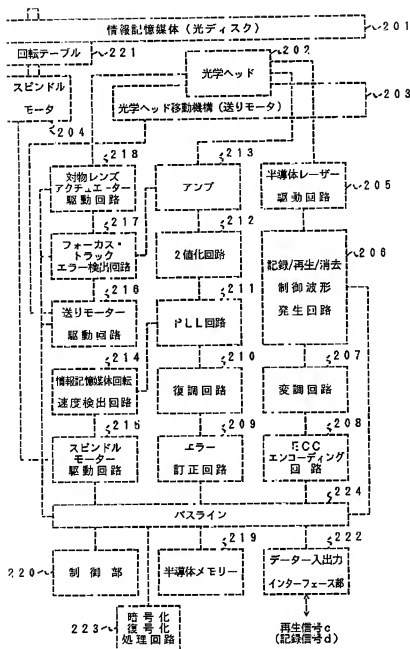 情報記憶媒体(光ディスク)
201
回転テーブル
221
202
光学ヘッド
スピンドル
モータ
光学ヘッド移動機構(送りモータ)
203
204
218
対物レンズ
アクチュエーター
駆動回路
213
アンプ
半導体レーザー
駆動回路
205
217
フォーカス・
トラック
エラー検出回路
212
2値化回路
記録/再生/消去
制御波形
発生回路
206
216
送りモーター
駆動回路
211
PLL回路
214
情報記憶媒体回転
速度検出回路
210
復調回路
207
変調回路
215
スピンドル
モーター
駆動回路
209
エラー
訂正回路
208
ECC
エンコーディング
回路
224
バスライン
220
制御部
219
半導体メモリー
222
データー入出力
インターフェース部
223
暗号化
復号化
処理回路
再生信号c
(記録信号d)